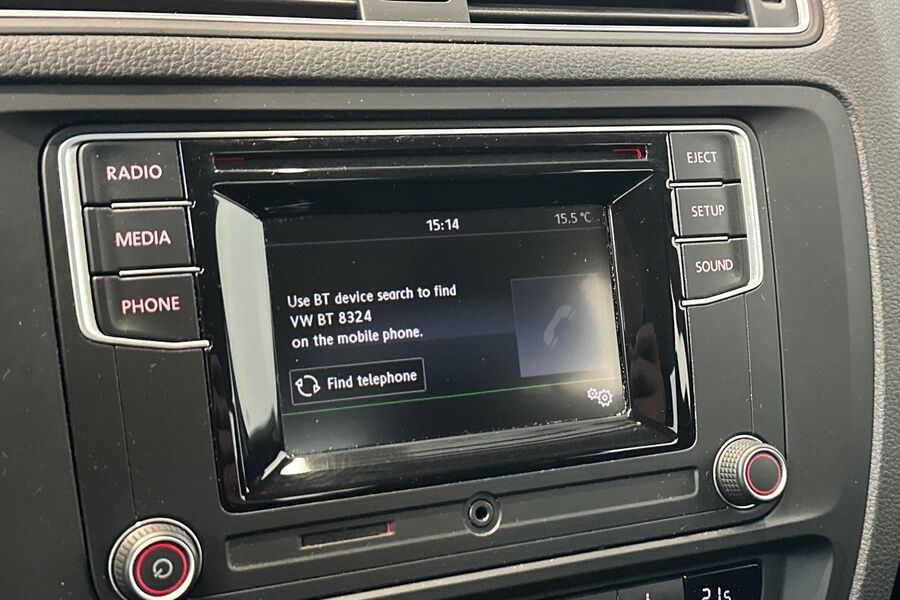 RADIO
MEDIA
PHONE
EJECT
SETUP
SOUND
15:14
15.5 °C
Use BT device search to find
VW BT 8324
on the mobile phone.
Find telephone